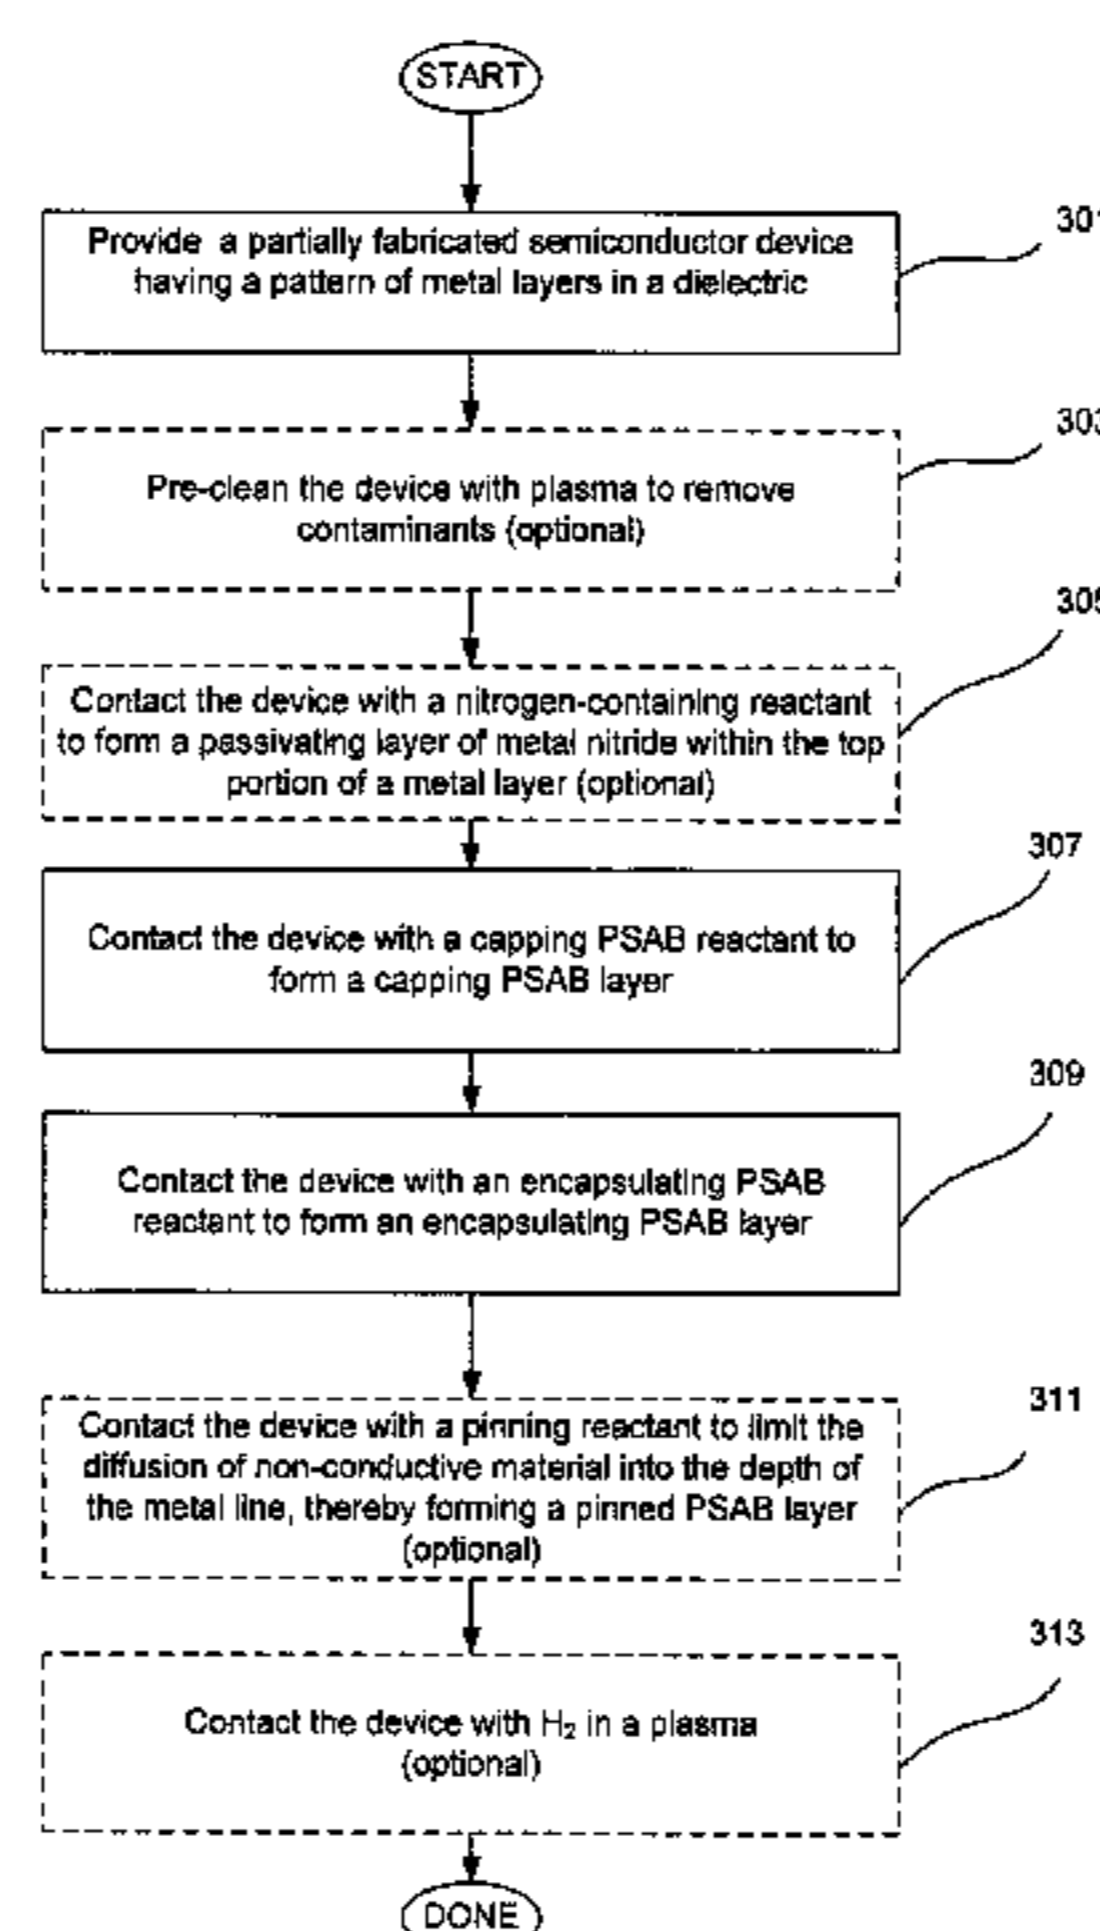 START
Provide a partially fabricated semiconductor device
having a pattern of metal layers in a dielectric
301
Pre-clean the device with plasma to remove
contaminants (optional)
303
Contact the device with a nitrogen-containing reactant
to form a passivating layer of metal nitride within the top
portion of a metal layer (optional)
305
Contact the device with a capping PSAB reactant to
form a capping PSAB layer
307
Contact the device with an encapsulating PSAB
reactant to form an encapsulating PSAB layer
309
Contact the device with a pinning reactant to limit the
diffusion of non-conductive material into the depth of
the metal line, thereby forming a pinned PSAB layer
(optional)
311
Contact the device with H₂ in a plasma
(optional)
313
DONE